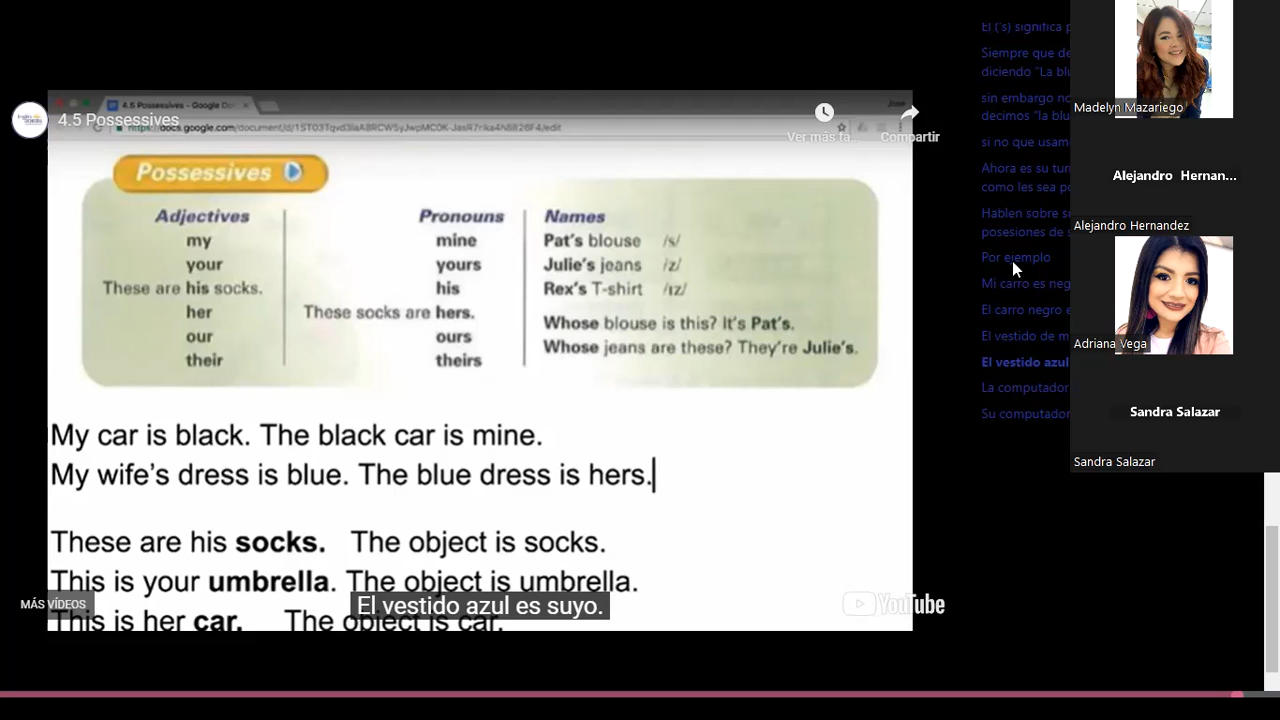 4.5 Possessives - Google Do
4.5 Possessives
Ver más ta...
Compartir
Possessives
Adjectives
my
your
These are his socks.
her
our
their
Pronouns
mine
yours
his
These socks are hers.
ours
theirs
Names
Pat's blouse /s/
Julie's jeans /z/
Rex's T-shirt /ɪz/
Whose blouse is this? It's Pat's.
Whose jeans are these? They're Julie's.
My car is black. The black car is mine.
My wife's dress is blue. The blue dress is hers.
These are his socks. The object is socks.
This is your umbrella. The object is umbrella.
This is her car. The object is car.
MÁS VÍDEOS
El vestido azul es suyo.
YouTube
El ('s) significa p
Siempre que de
diciendo "La blu
sin embargo no
decimos "la blu
si no que usam
Ahora es su turn
como les sea po
Hablen sobre s
posesiones de s
Por ejemplo
Mi carro es neg
El carro negro e
El vestido de m
El vestido azul
La computador
Su computador
Madelyn Mazariego
Alejandro Hernan...
Alejandro Hernandez
Adriana Vega
Sandra Salazar
Sandra Salazar